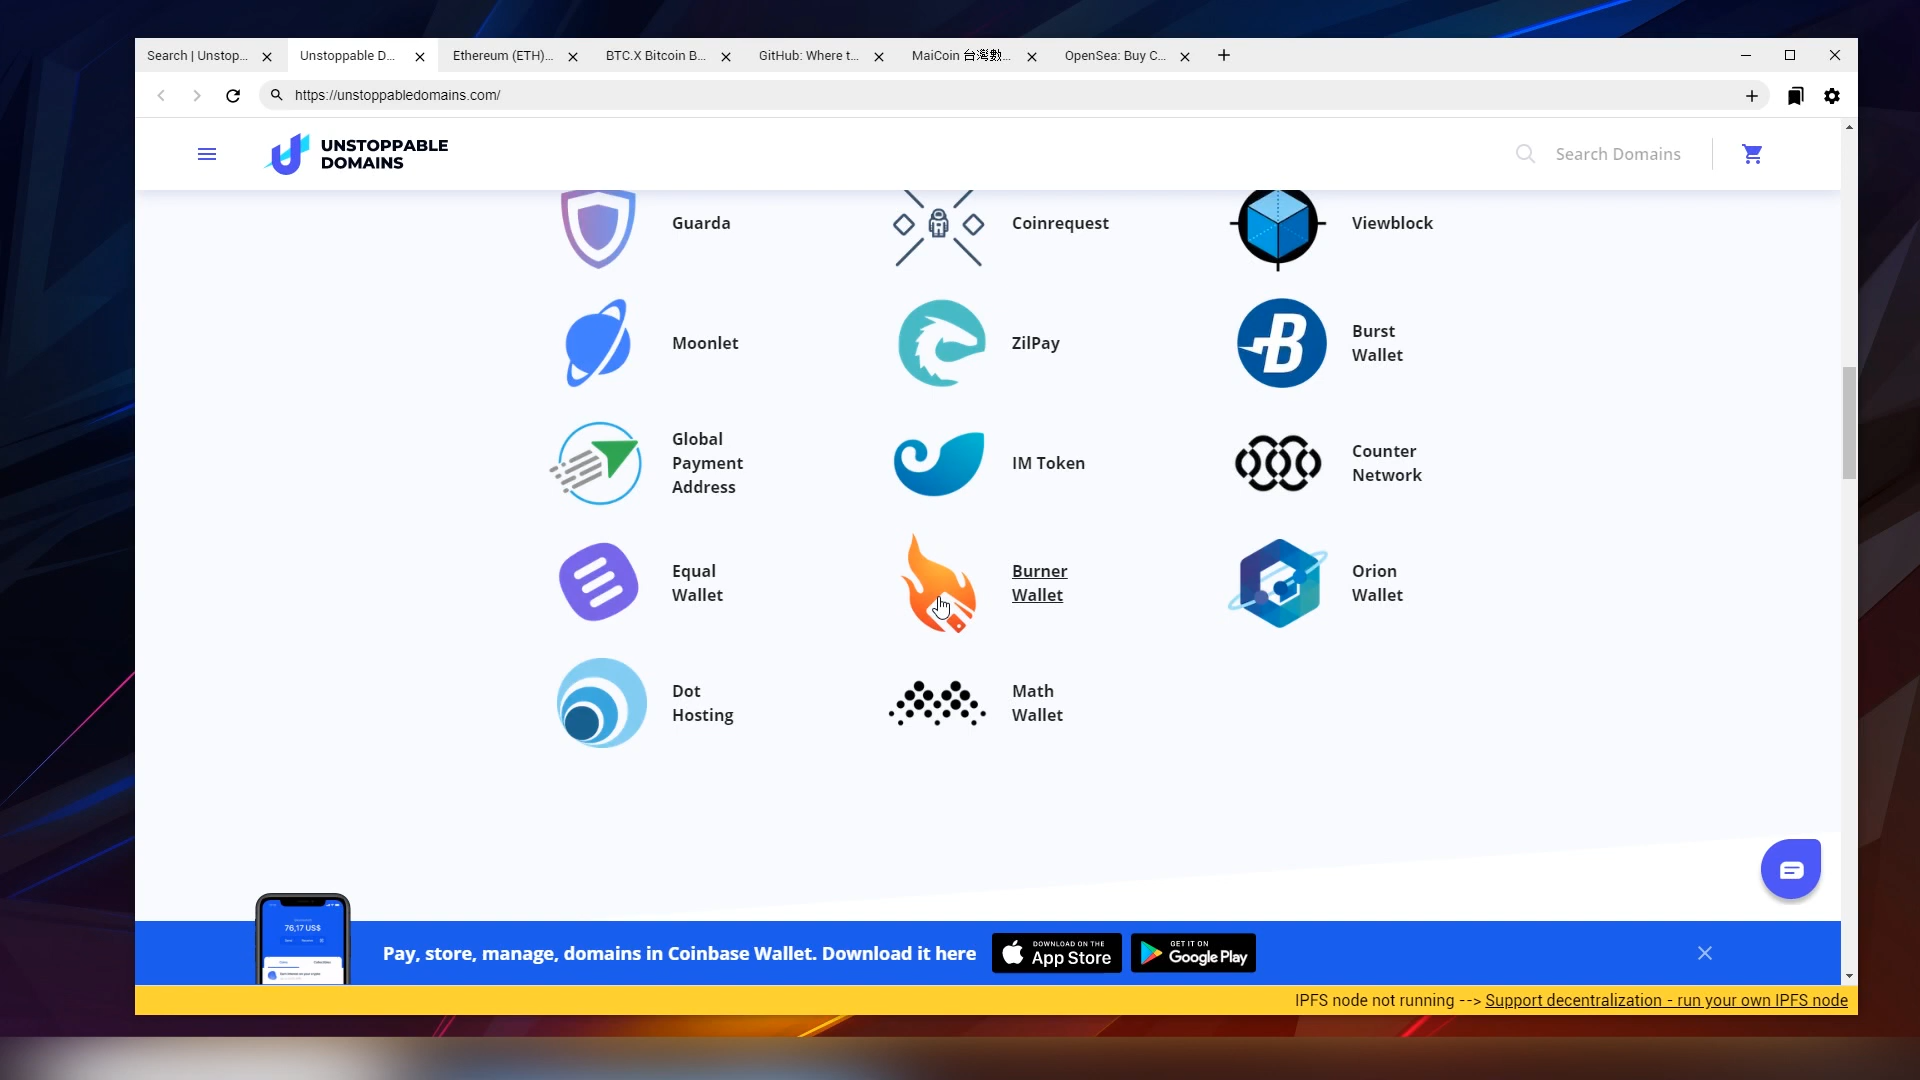 Search | Unstop...
Unstoppable D...
Ethereum (ETH)...
BTC.X Bitcoin B...
GitHub: Where t...
MaiCoin 台灣數...
OpenSea: Buy C...
https://unstoppabledomains.com/
UNSTOPPABLE
DOMAINS
Search Domains
Guarda
Coinrequest
Viewblock
Moonlet
ZilPay
Burst
Wallet
Global
Payment
Address
IM Token
Counter
Network
Equal
Wallet
Burner
Wallet
Orion
Wallet
Dot
Hosting
Math
Wallet
76,17 US$
Pay, store, manage, domains in Coinbase Wallet. Download it here
DOWNLOAD ON THE
App Store
GET IT ON
Google Play
IPFS node not running --> Support decentralization - run your own IPFS node